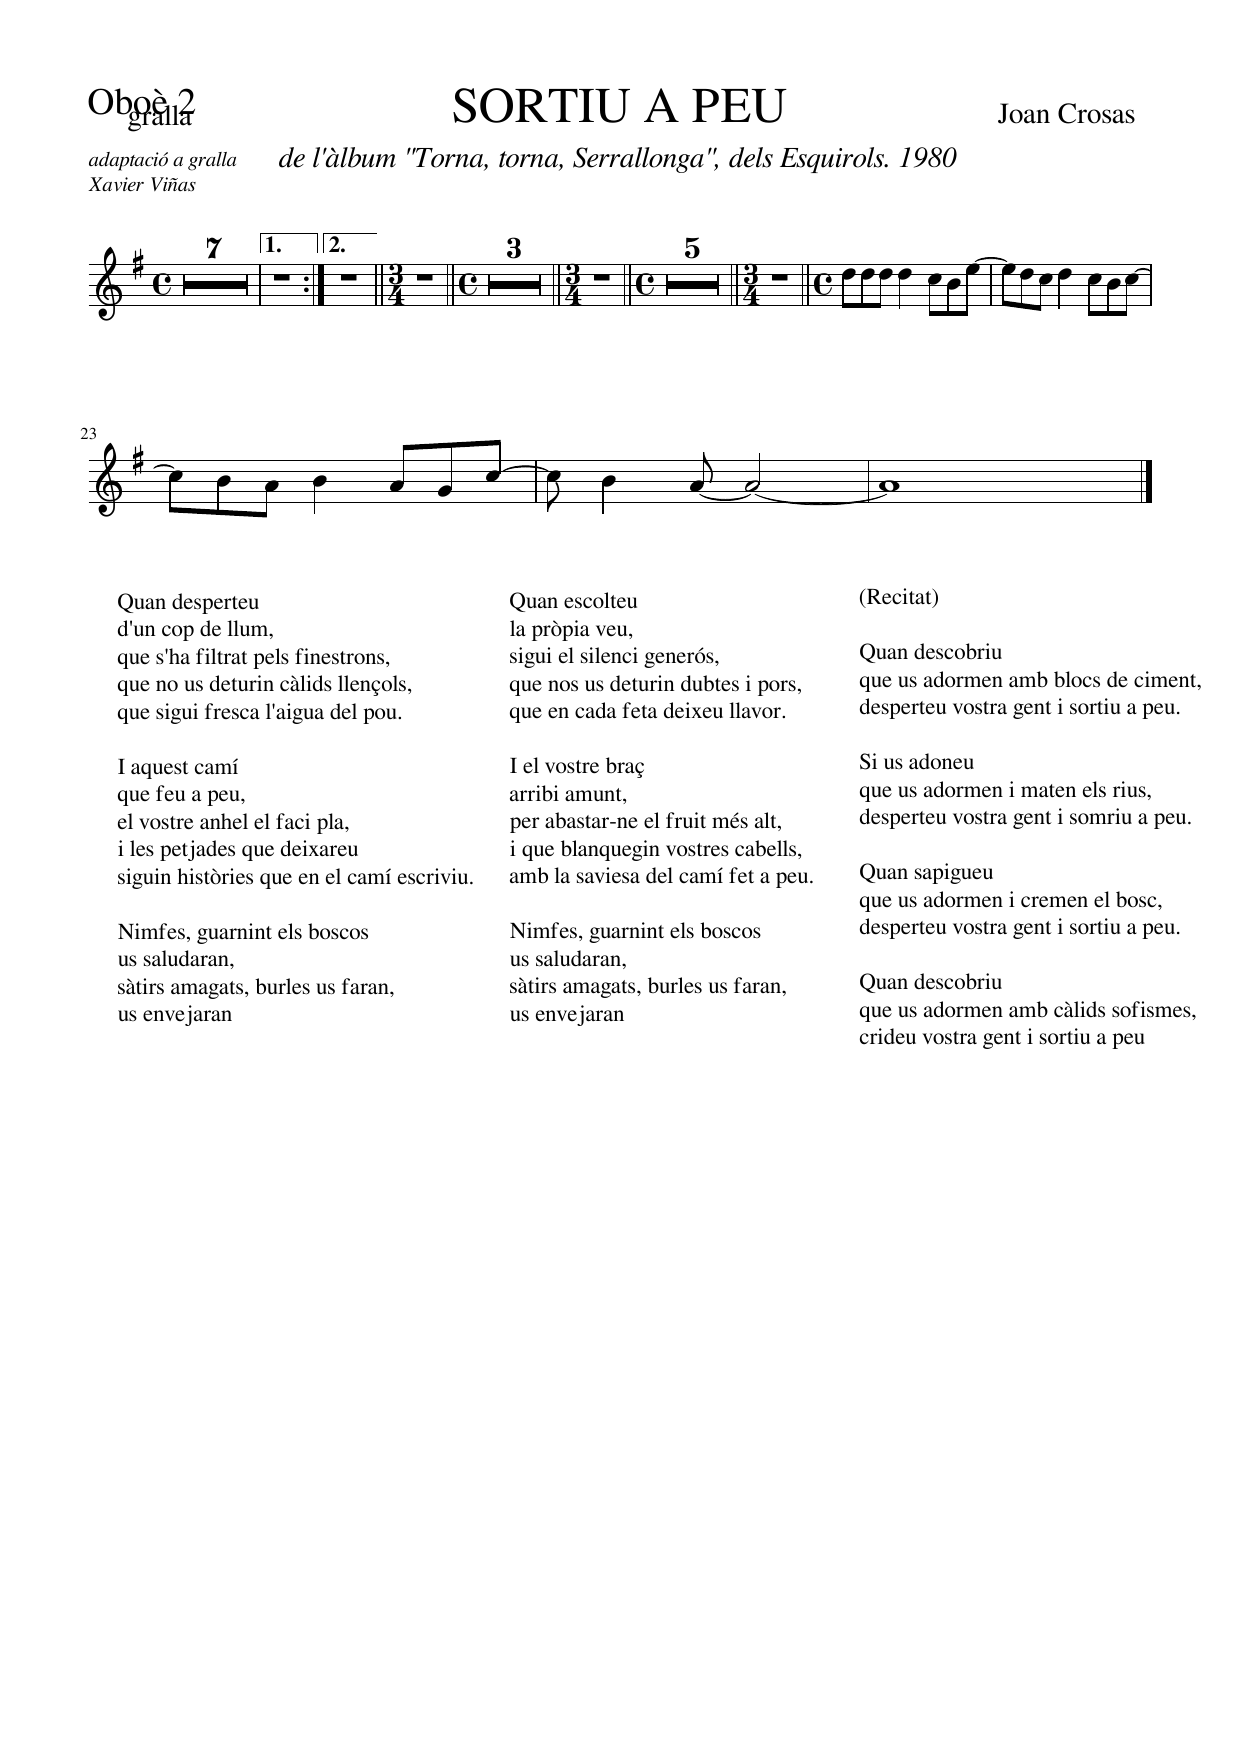 Oboè 2
gralla
SORTIU A PEU
Joan Crosas
adaptació a gralla
Xavier Viñas
de l'àlbum "Torna, torna, Serrallonga", dels Esquirols. 1980
7
1.
2.
3
4
3
3
4
5
3
4
23
Quan desperteu
d'un cop de llum,
que s'ha filtrat pels finestrons,
que no us deturin càlids llençols,
que sigui fresca l'aigua del pou.
I aquest camí
que feu a peu,
el vostre anhel el faci pla,
i les petjades que deixareu
siguin històries que en el camí escriviu.
Nimfes, guarnint els boscos
us saludaran,
sàtirs amagats, burles us faran,
us envejaran
Quan escolteu
la pròpia veu,
sigui el silenci generós,
que nos us deturin dubtes i pors,
que en cada feta deixeu llavor.
I el vostre braç
arribi amunt,
per abastar-ne el fruit més alt,
i que blanquegin vostres cabells,
amb la saviesa del camí fet a peu.
Nimfes, guarnint els boscos
us saludaran,
sàtirs amagats, burles us faran,
us envejaran
(Recitat)
Quan descobriu
que us adormen amb blocs de ciment,
desperteu vostra gent i sortiu a peu.
Si us adoneu
que us adormen i maten els rius,
desperteu vostra gent i somriu a peu.
Quan sapigueu
que us adormen i cremen el bosc,
desperteu vostra gent i sortiu a peu.
Quan descobriu
que us adormen amb càlids sofismes,
crideu vostra gent i sortiu a peu